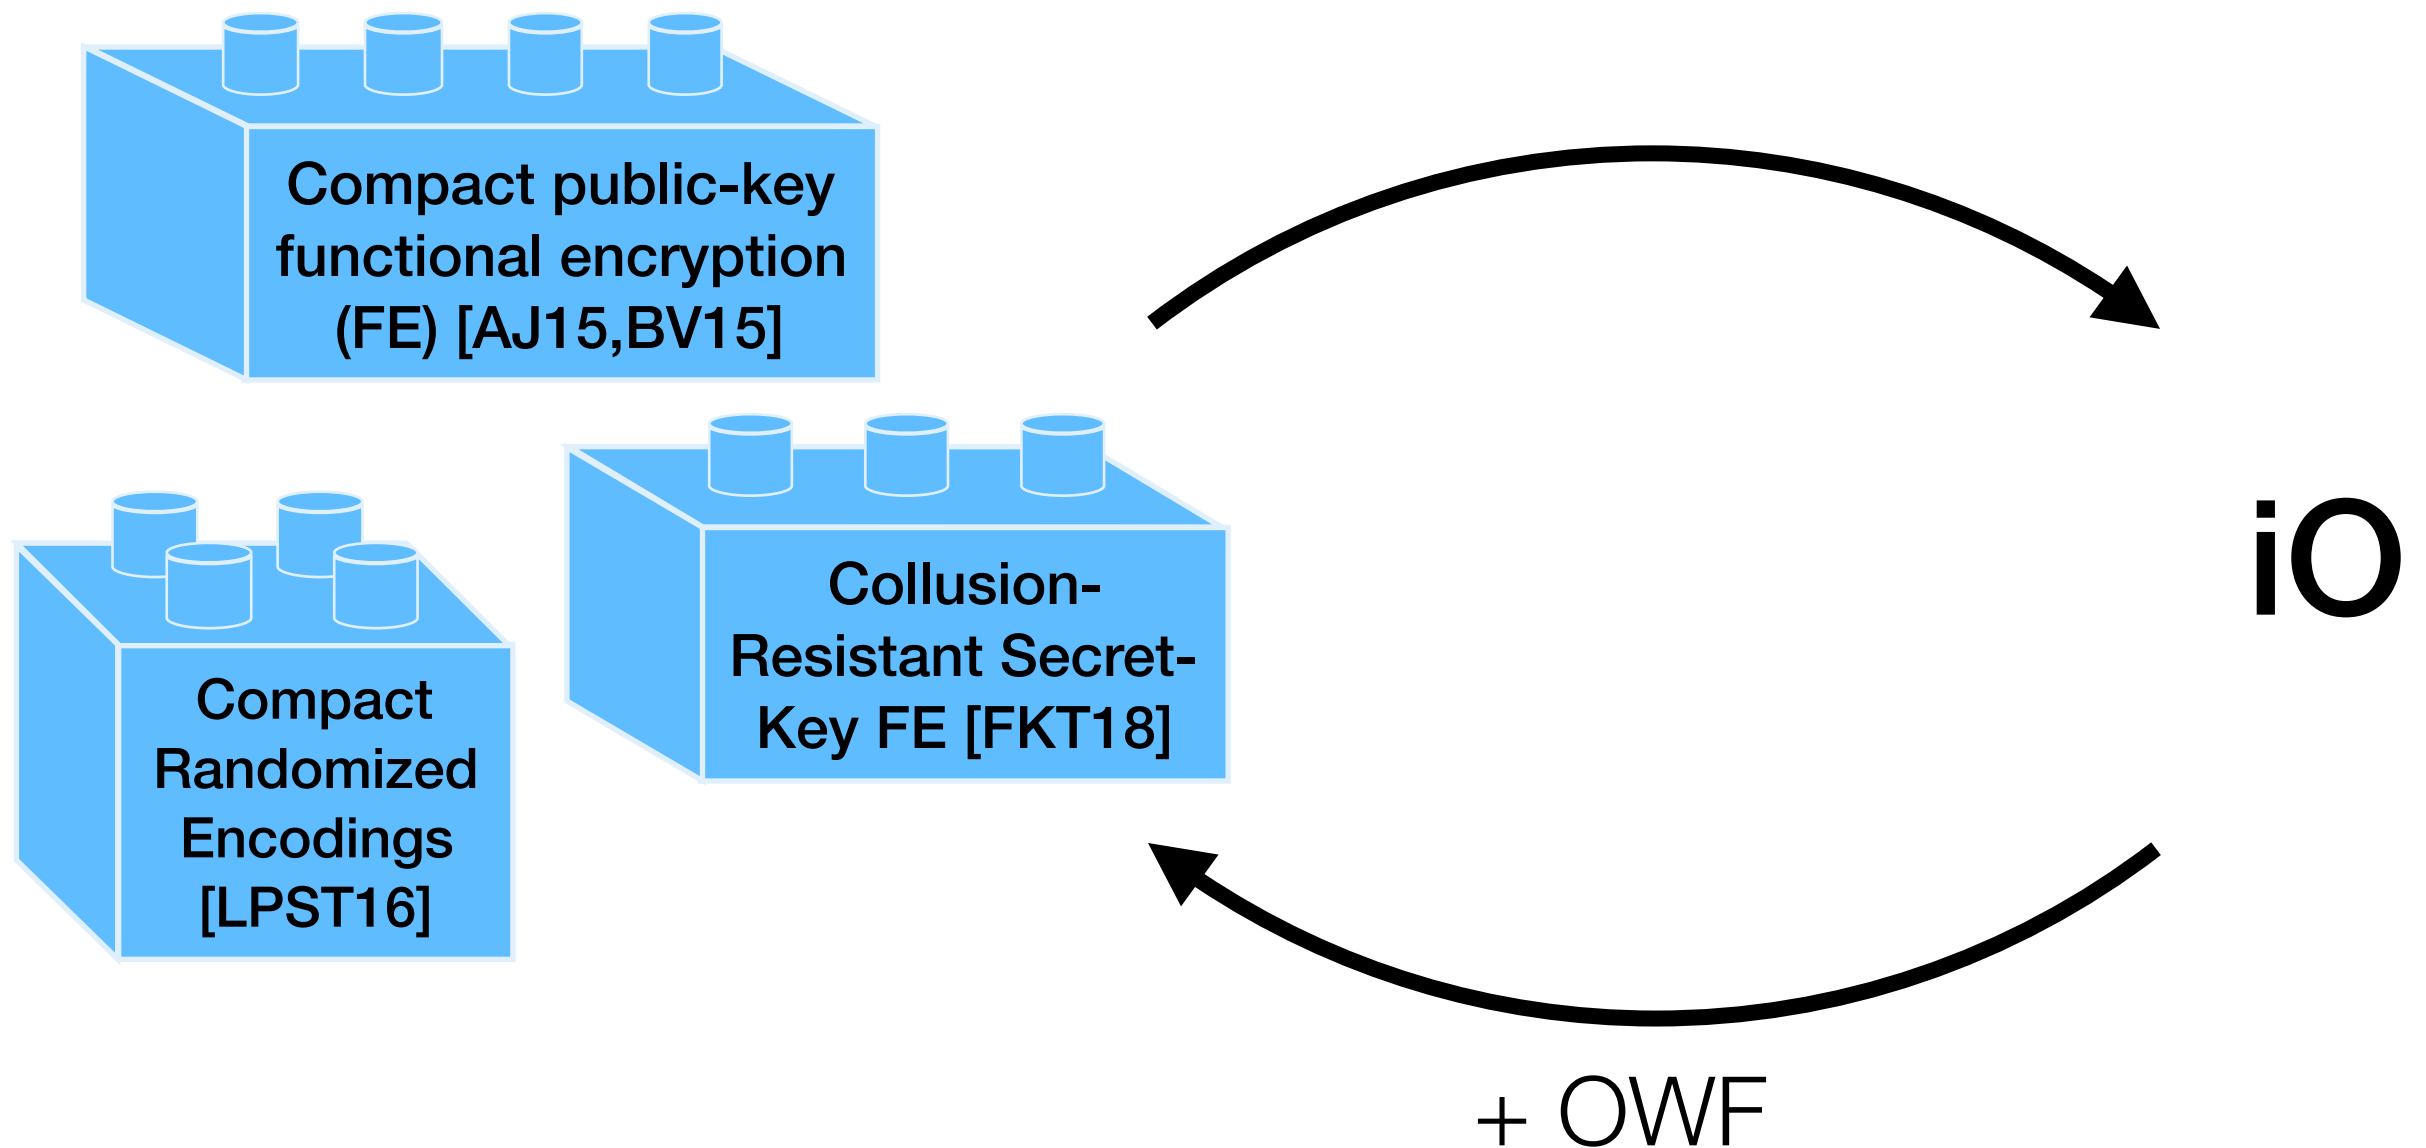 Compact public-key
functional encryption
(FE) [AJ15,BV15]
Collusion-
Resistant Secret-
Key FE [FKT18]
Compact
Randomized
Encodings
[LPST16]
iO
+ OWF